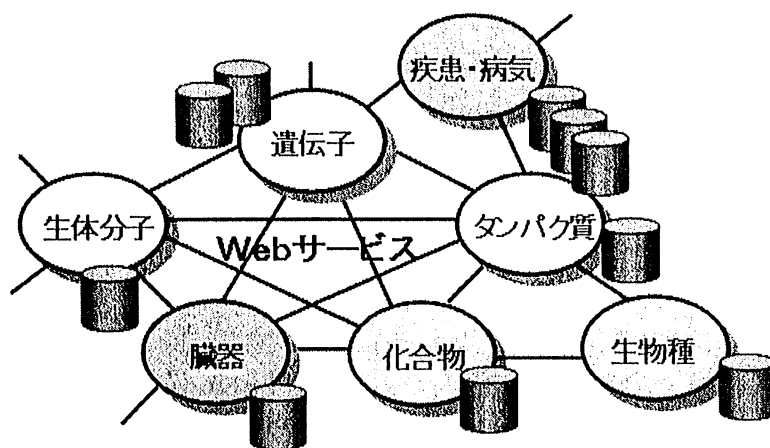 疾患・病気
遺伝子
生体分子
タンパク質
Webサービス
臓器
化合物
生物種